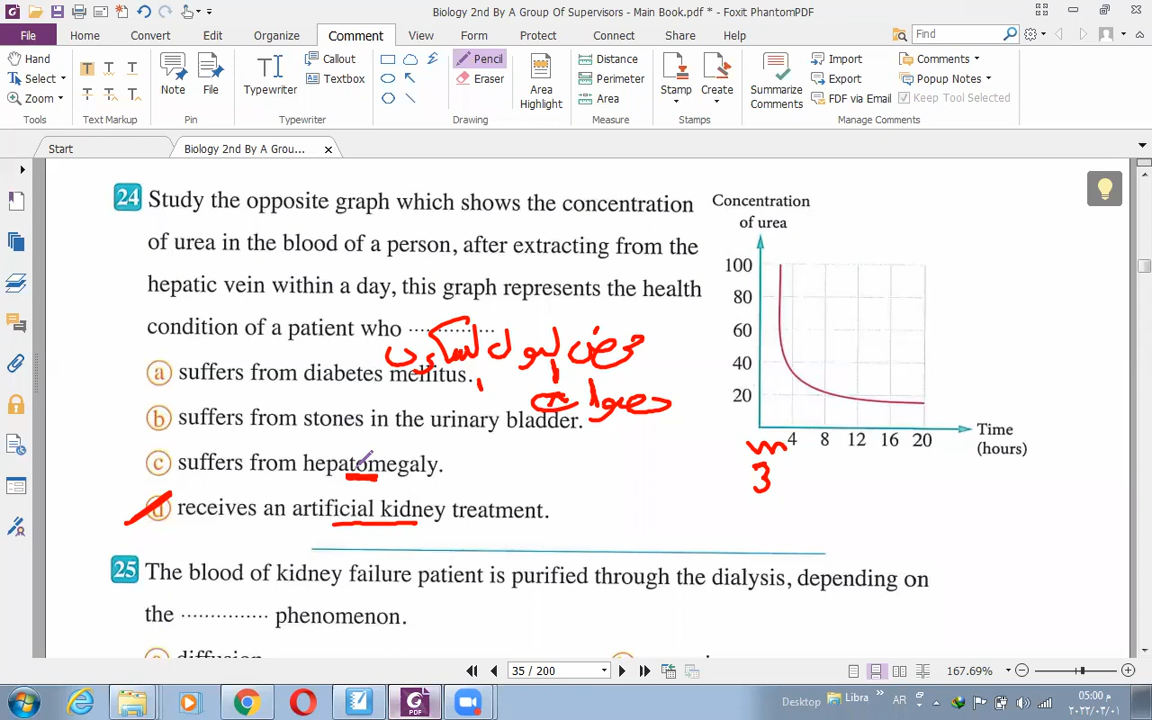 Biology 2nd By A Group Of Supervisors - Main Book.pdf * - Foxit PhantomPDF
File Home Convert Edit Organize Comment View Form Protect Connect Share Help Find
Hand
Select
Zoom
Tools
Text Markup
Note
File
Pin
Typewriter
Callout
Textbox
Typewriter
Pencil
Eraser
Drawing
Area Highlight
Distance
Perimeter
Area
Measure
Stamp
Create
Stamps
Summarize Comments
Import
Export
FDF via Email
Comments
Popup Notes
Keep Tool Selected
Manage Comments
Start
Biology 2nd By A Grou...
24 Study the opposite graph which shows the concentration
of urea in the blood of a person, after extracting from the
hepatic vein within a day, this graph represents the health
condition of a patient who ...............
a suffers from diabetes mellitus.
b suffers from stones in the urinary bladder.
c suffers from hepatomegaly.
d receives an artificial kidney treatment.
مرض البول السكرى
حصوات
Concentration of urea
100
80
60
40
20
4 8 12 16 20
Time (hours)
3
25 The blood of kidney failure patient is purified through the dialysis, depending on
the ............... phenomenon.
a diffusion
35 / 200
167.69%
Desktop
Libra
AR
05:00 م
٢٠٢٢/٠٣/٠١